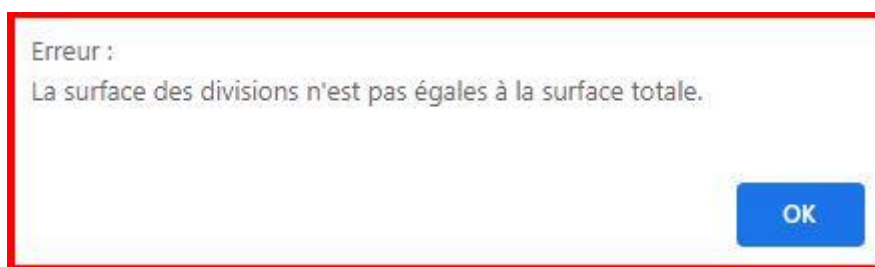 Erreur :
La surface des divisions n'est pas égales à la surface totale.
OK